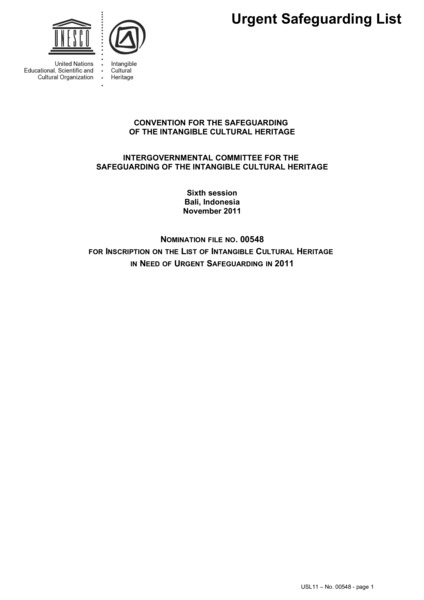 Urgent Safeguarding List
UNESCO
United Nations
Educational, Scientific and
Cultural Organization
Intangible
Cultural
Heritage
CONVENTION FOR THE SAFEGUARDING
OF THE INTANGIBLE CULTURAL HERITAGE
INTERGOVERNMENTAL COMMITTEE FOR THE
SAFEGUARDING OF THE INTANGIBLE CULTURAL HERITAGE
Sixth session
Bali, Indonesia
November 2011
NOMINATION FILE NO. 00548
FOR INSCRIPTION ON THE LIST OF INTANGIBLE CULTURAL HERITAGE
IN NEED OF URGENT SAFEGUARDING IN 2011
USL11 – No. 00548 - page 1